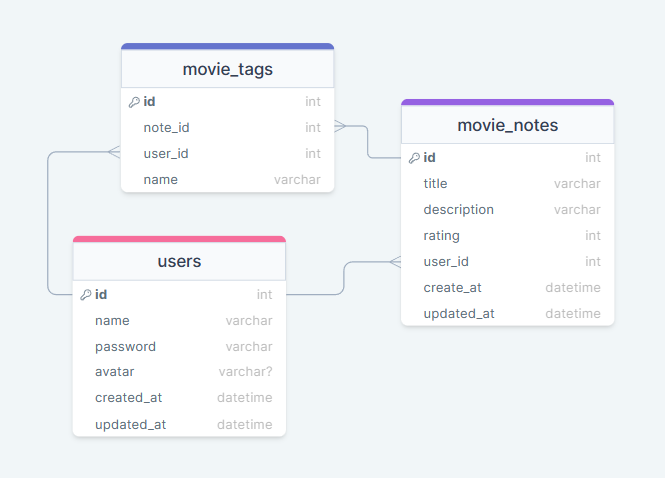 movie_tags
id int
note_id int
user_id int
name varchar
movie_notes
id int
title varchar
description varchar
rating int
user_id int
create_at datetime
updated_at datetime
users
id int
name varchar
password varchar
avatar varchar?
created_at datetime
updated_at datetime